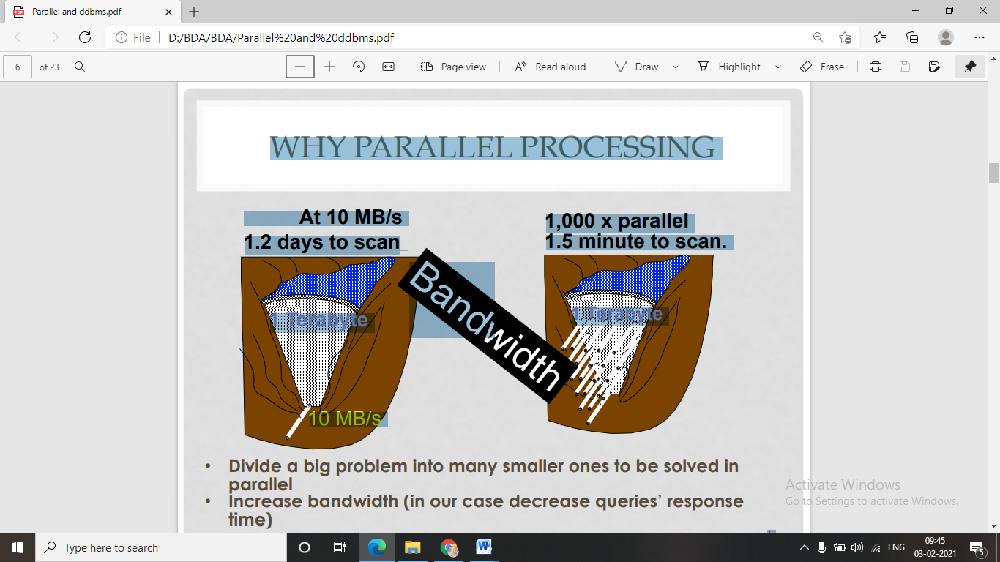 Parallel and ddbms.pdf
File
D:/BDA/BDA/Parallel%20and%20ddbms.pdf
6 of 23
Page view
Read aloud
Draw
Highlight
Erase
WHY PARALLEL PROCESSING
At 10 MB/s
1.2 days to scan
1,000 x parallel
1.5 minute to scan.
Bandwidth
1 Terabyte
1 Terabyte
10 MB/s
• Divide a big problem into many smaller ones to be solved in
parallel
• Increase bandwidth (in our case decrease queries’ response
time)
Activate Windows
Go to Settings to activate Windows.
Type here to search
ENG
09:45
03-02-2021
5